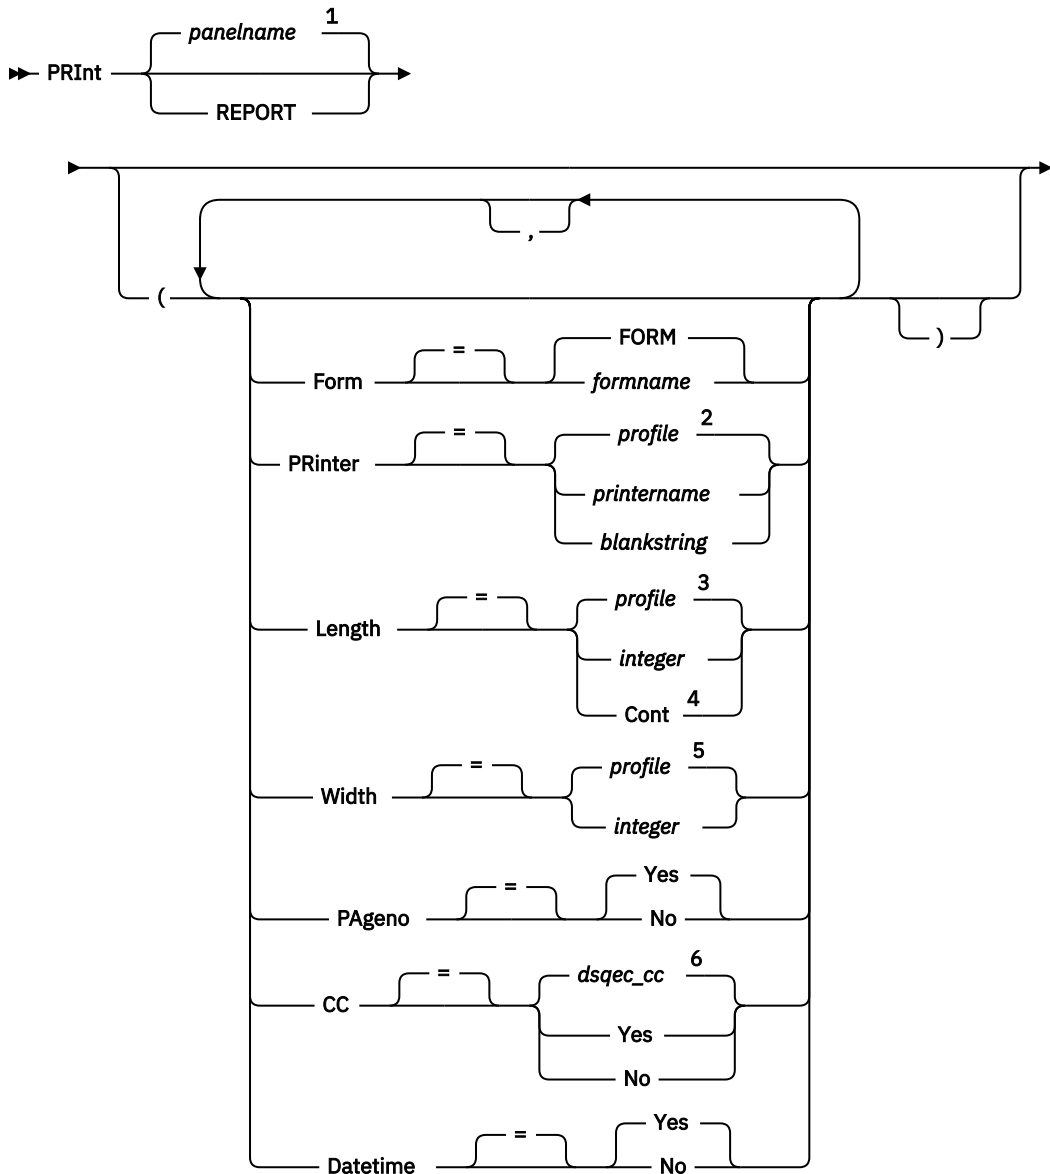 panelname 1
PRInt
REPORT
,
(
)
= FORM
Form formname
= profile 2
PRinter
printername
blankstring
= profile 3
Length
integer
Cont 4
= profile 5
Width
integer
= Yes
PAgeno No
= dsqec_cc 6
CC
Yes
No
= Yes
Datetime No